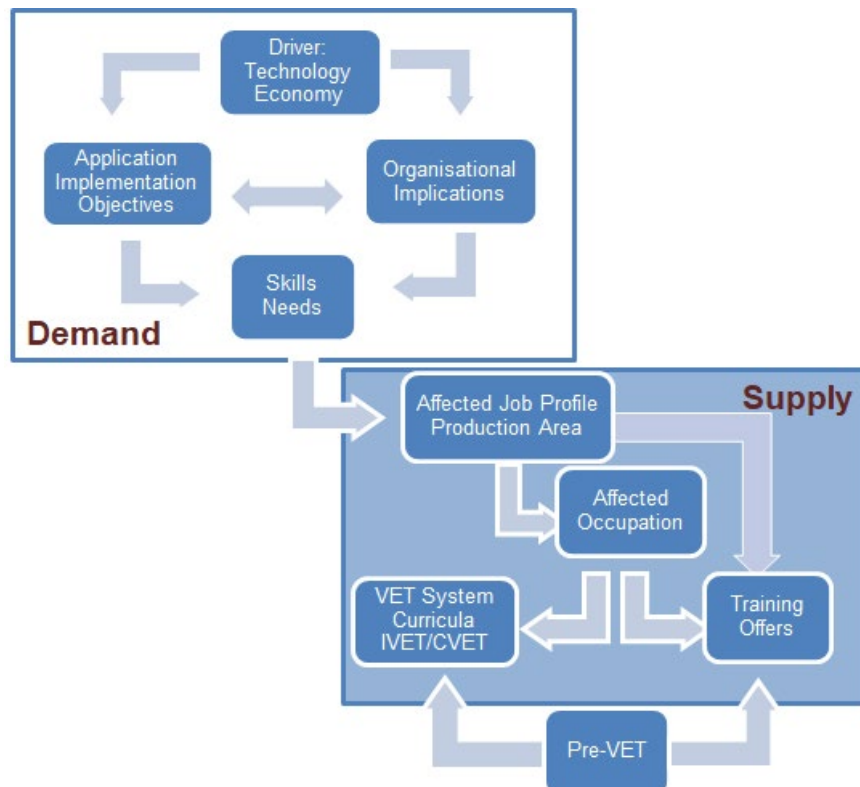 Driver:
Technology
Economy
Application
Implementation
Objectives
Organisational
Implications
Skills
Needs
Demand
Supply
Affected Job Profile
Production Area
Affected
Occupation
VET System
Curricula
IVET/CVET
Training
Offers
Pre-VET